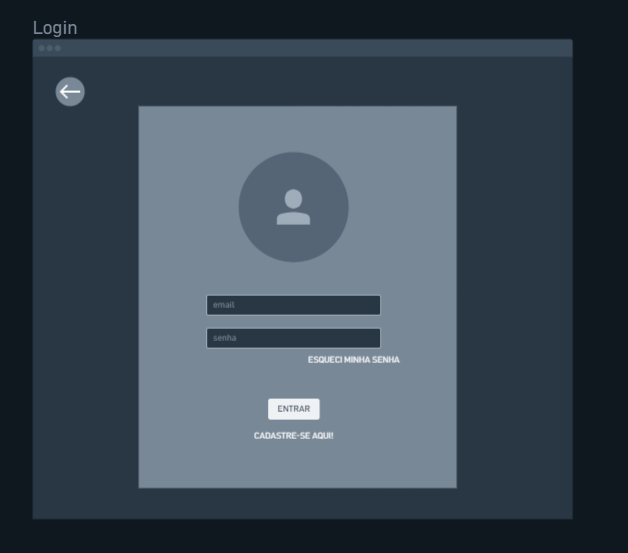 Login
email
senha
ESQUECI MINHA SENHA
ENTRAR
CADASTRE-SE AQUI!